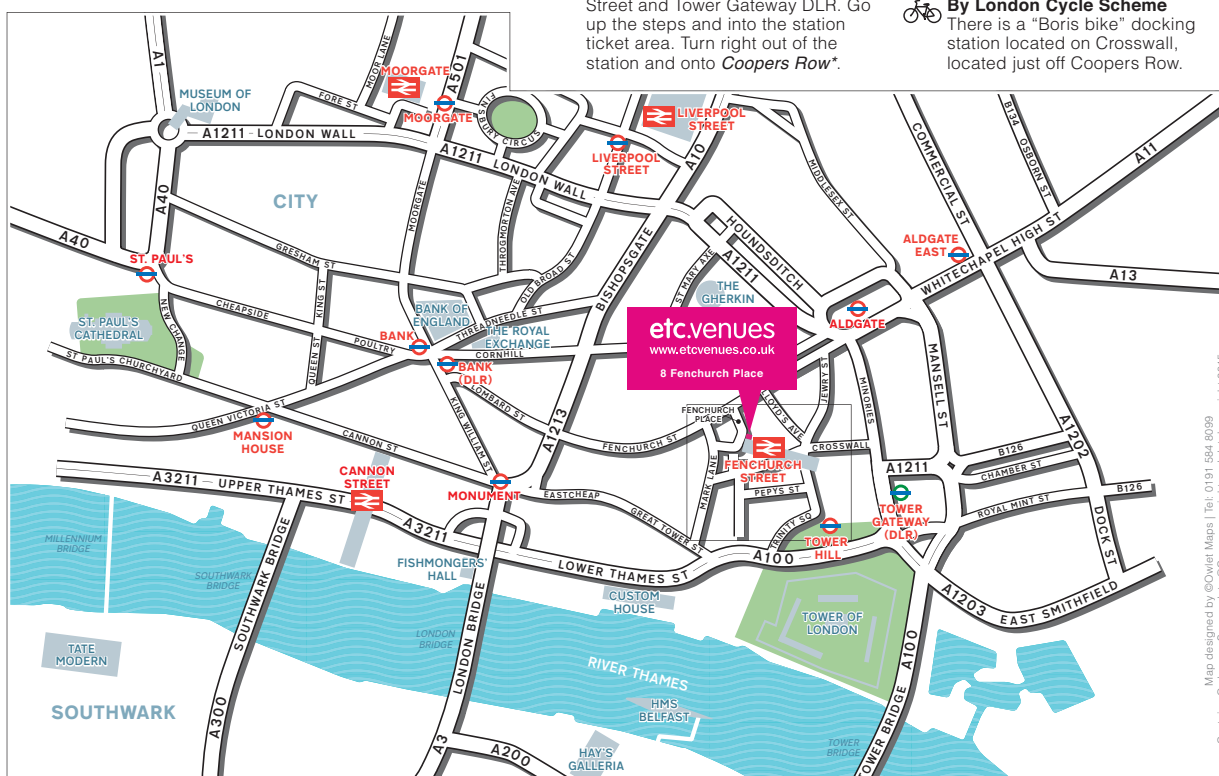 Street and Tower Gateway DLR. Go
up the steps and into the station
ticket area. Turn right out of the
station and onto Coopers Row*.
By London Cycle Scheme
There is a “Boris bike” docking
station located on Crosswall,
located just off Coopers Row.
A1
MOOR LANE
MOORGATE
A501
MUSEUM OF
LONDON
FORE ST
MOORGATE
FINSBURY CIRCUS
LIVERPOOL
STREET
A1211 LONDON WALL
A1211 LONDON WALL
LIVERPOOL
STREET
A10
MIDDLESEX ST
COMMERCIAL ST
B134 OSBORN ST
A11
A40
CITY
MOORGATE
THROGMORTON AVE
HOUNDSDITCH
A1211
BISHOPSGATE
A40
ST. PAUL'S
GRESHAM ST
KING ST
OLD BROAD ST
ST MARY AXE
THE
GHERKIN
ALDGATE
EAST
WHITECHAPEL HIGH ST
A13
NEW CHANGE
CHEAPSIDE
BANK OF
ENGLAND
THREADNEEDLE ST
THE ROYAL
EXCHANGE
ST. PAUL'S
CATHEDRAL
POULTRY
BANK
CORNHILL
etc.venues
www.etcvenues.co.uk
8 Fenchurch Place
ALDGATE
ST PAUL'S CHURCHYARD
QUEEN ST
BANK
(DLR)
LOMBARD ST
JEWRY ST
MINORIES
MANSELL ST
QUEEN VICTORIA ST
KING WILLIAM ST
A1213
FENCHURCH
PLACE
LLOYD'S AVE
MANSION
HOUSE
CANNON ST
FENCHURCH ST
CROSSWALL
A1202
FENCHURCH
STREET
MARK LANE
A1211
B126
CHAMBER ST
A3211 UPPER THAMES ST
CANNON
STREET
MONUMENT
EASTCHEAP
PEPYS ST
B126
GREAT TOWER ST
TRINITY SQ
TOWER
GATEWAY
(DLR)
ROYAL MINT ST
DOCK ST
A3211
TOWER
HILL
A100
MILLENNIUM
BRIDGE
SOUTHWARK
BRIDGE
SOUTHWARK BRIDGE
FISHMONGERS'
HALL
LOWER THAMES ST
CUSTOM
HOUSE
A1203
EAST SMITHFIELD
TOWER OF
LONDON
LONDON
BRIDGE
LONDON BRIDGE
A100
TATE
MODERN
RIVER THAMES
SOUTHWARK
A300
HMS
BELFAST
A3
A200
HAY'S
GALLERIA
TOWER
BRIDGE
TOWER BRIDGE
Map designed by ©Owlet Maps | Tel: 0191 584 8099